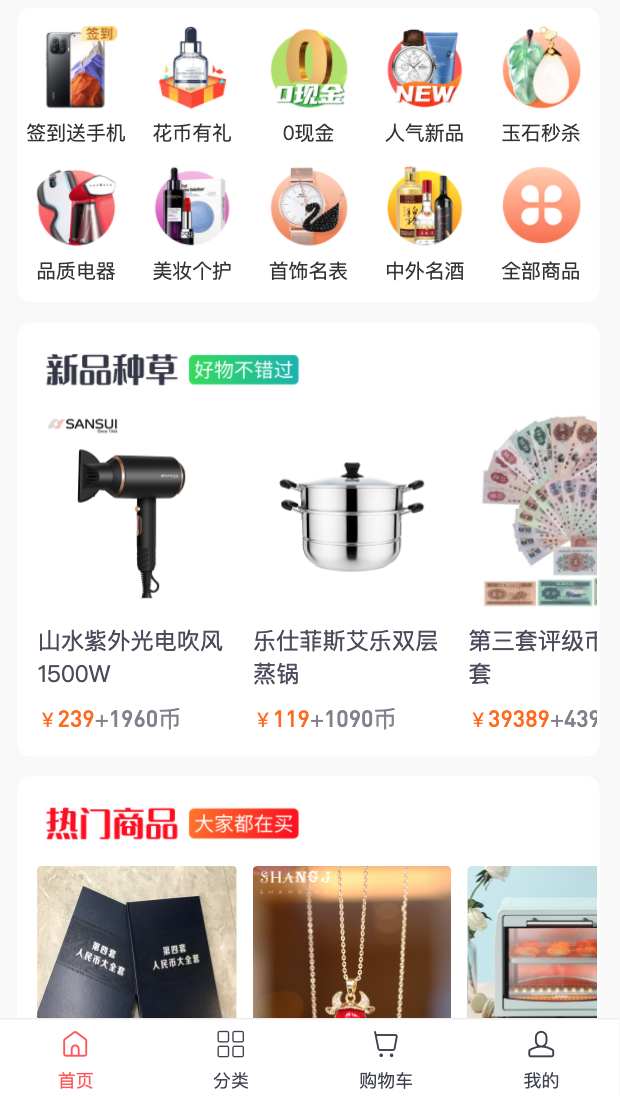 签到
0现金
NEW
签到送手机 花币有礼 0现金 人气新品 玉石秒杀
品质电器 美妆个护 首饰名表 中外名酒 全部商品
新品种草 好物不错过
SANSUI
山水紫外光电吹风
1500W
¥239+1960币
乐仕菲斯艾乐双层
蒸锅
¥119+1090币
第三套评级币
套
¥39389+439
热门商品 大家都在买
第四套
人民币大全套
第四套
人民币大全套
SHANGJ
首页 分类 购物车 我的